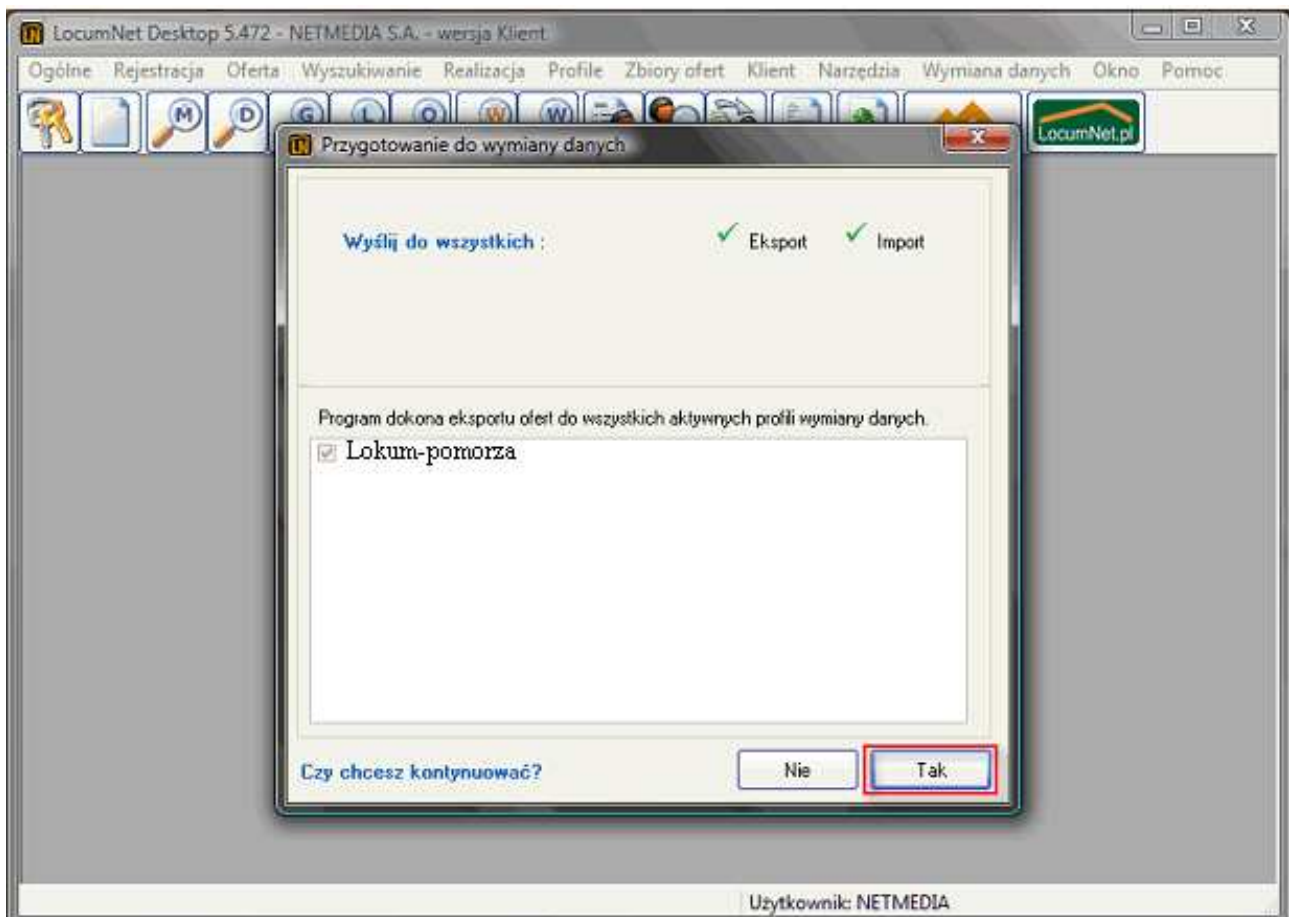 LocumNet Desktop 5.472 - NETMEDIA S.A. - wersja Klient
Ogólne Rejestracja Oferta Wyszukiwanie Realizacja Profile Zbiory ofert Klient Narzędzia Wymiana danych Okno Pomoc
M D G L O W W LocumNet.pl
Przygotowanie do wymiany danych
Wyślij do wszystkich : Eksport Import
Program dokona eksportu ofert do wszystkich aktywnych profili wymiany danych.
Lokum-pomorza
Czy chcesz kontynuować? Nie Tak
Użytkownik: NETMEDIA